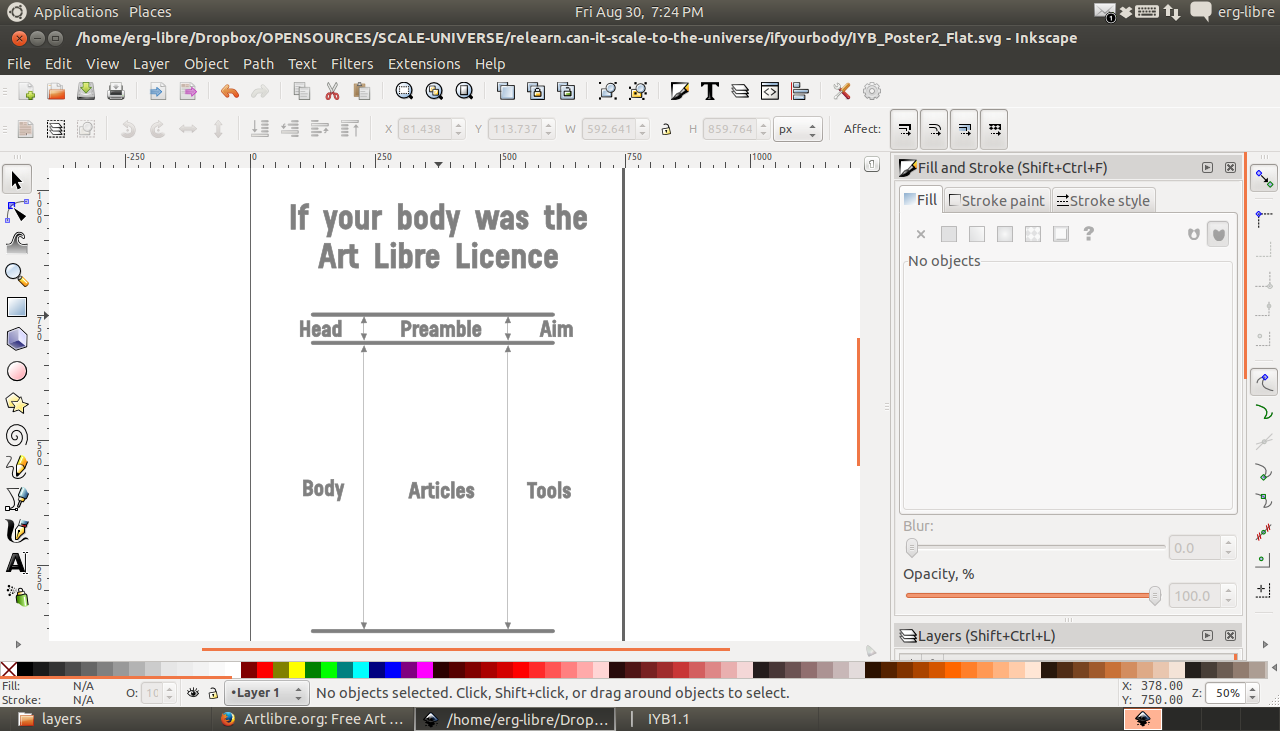 Applications Places
Fri Aug 30, 7:24 PM
1
erg-libre
/home/erg-libre/Dropbox/OPENSOURCES/SCALE-UNIVERSE/relearn.can-it-scale-to-the-universe/ifyourbody/IYB_Poster2_Flat.svg - Inkscape
File Edit View Layer Object Path Text Filters Extensions Help
X 81.438 Y 113.737 W 592.641 H 859.764 px Affect:
-250 0 250 500 750 1000
1000
750
500
250
If your body was the
Art Libre Licence
Head Preamble Aim
Body Articles Tools
Fill and Stroke (Shift+Ctrl+F)
Fill Stroke paint Stroke style
?
No objects
Blur:
0.0
Opacity, %
100.0
Layers (Shift+Ctrl+L)
Fill: N/A
Stroke: N/A
O: 10
•Layer 1
No objects selected. Click, Shift+click, or drag around objects to select.
X: 378.00
Y: 750.00
Z: 50%
layers
Artlibre.org: Free Art ...
/home/erg-libre/Drop...
IYB1.1